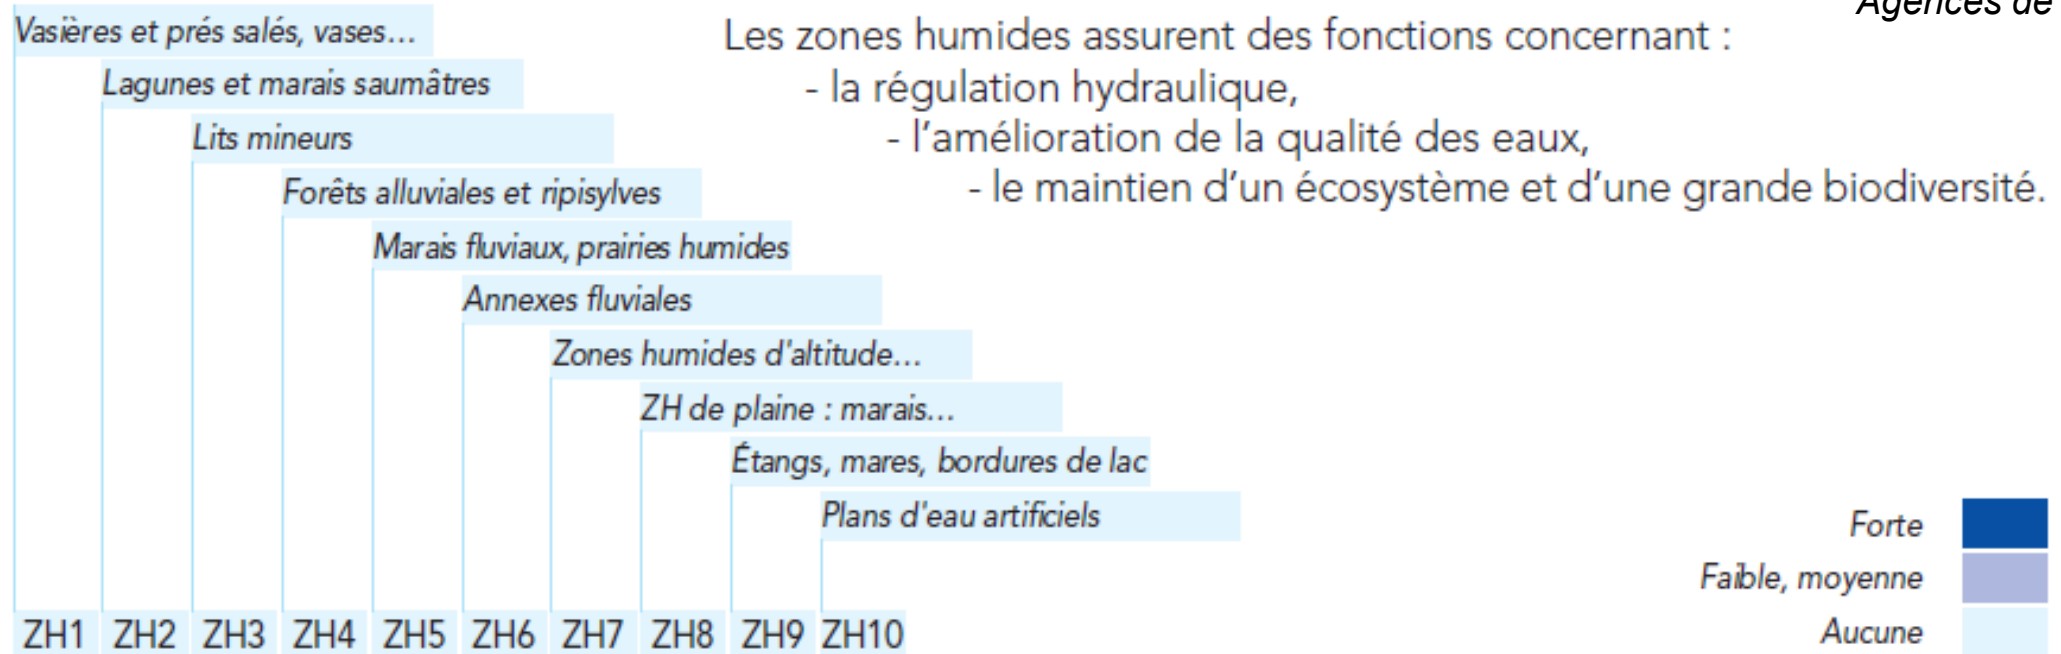 Agences de
Vasières et prés salés, vases...
Lagunes et marais saumâtres
Lits mineurs
Forêts alluviales et ripisylves
Marais fluviaux, prairies humides
Annexes fluviales
Zones humides d'altitude...
ZH de plaine : marais...
Étangs, mares, bordures de lac
Plans d'eau artificiels
ZH1 ZH2 ZH3 ZH4 ZH5 ZH6 ZH7 ZH8 ZH9 ZH10
Les zones humides assurent des fonctions concernant :
- la régulation hydraulique,
- l'amélioration de la qualité des eaux,
- le maintien d'un écosystème et d'une grande biodiversité.
Forte
Faible, moyenne
Aucune